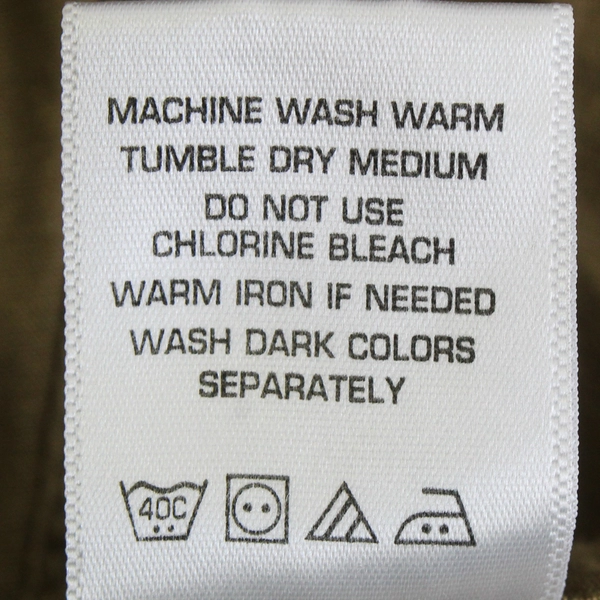 MACHINE WASH WARM
TUMBLE DRY MEDIUM
DO NOT USE
CHLORINE BLEACH
WARM IRON IF NEEDED
WASH DARK COLORS
SEPARATELY
40C